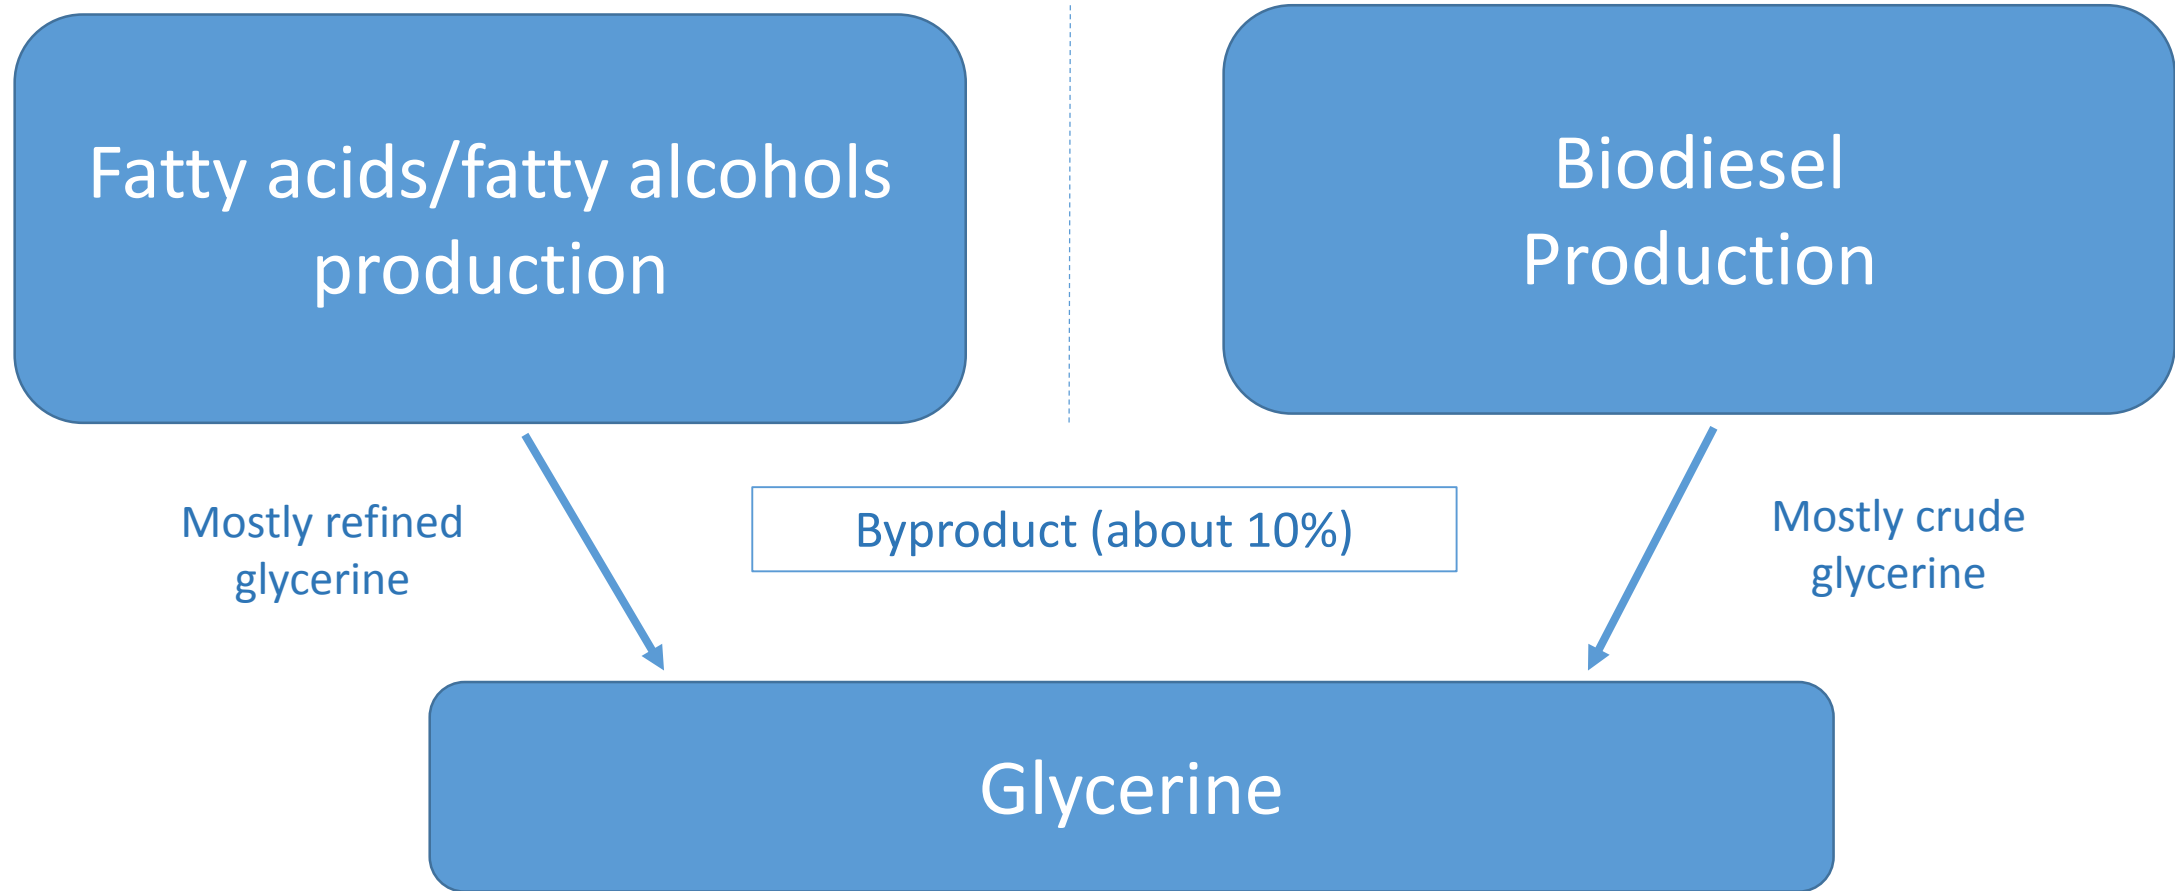 Fatty acids/fatty alcohols
production
Biodiesel
Production
Mostly refined
glycerine
Byproduct (about 10%)
Mostly crude
glycerine
Glycerine